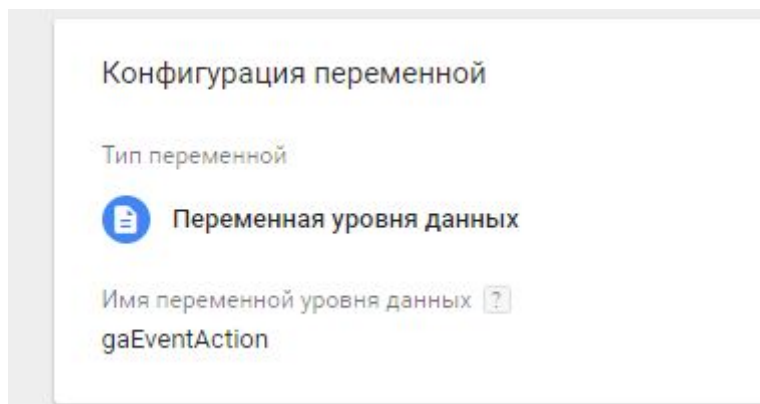 Конфигурация переменной
Тип переменной
Переменная уровня данных
Имя переменной уровня данных ?
gaEventAction